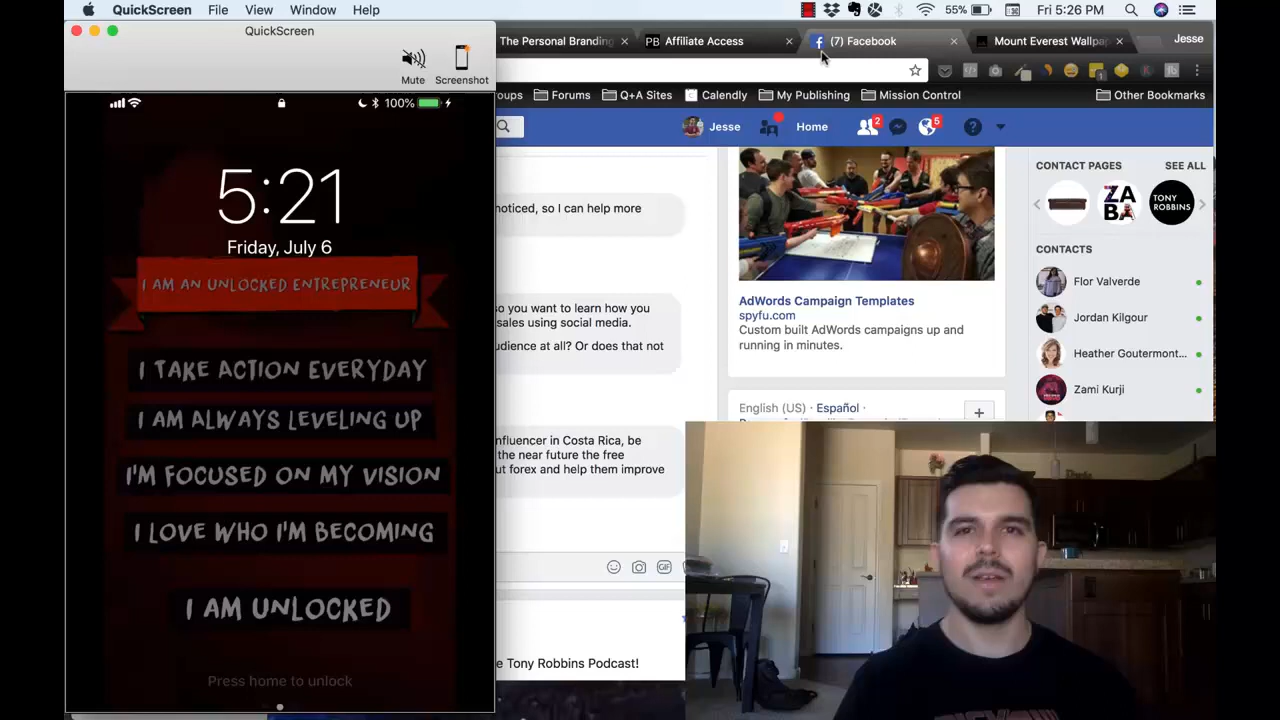 QuickScreen File View Window Help
55% Fri 5:26 PM
QuickScreen
Mute Screenshot
The Personal Branding
Affiliate Access
(7) Facebook
Mount Everest Wallpa
Jesse
oups Forums Q+A Sites Calendly My Publishing Mission Control Other Bookmarks
Jesse Home 2 5
100%
5:21
Friday, July 6
I AM AN UNLOCKED ENTREPRENEUR
I TAKE ACTION EVERYDAY
I AM ALWAYS LEVELING UP
I'M FOCUSED ON MY VISION
I LOVE WHO I'M BECOMING
I AM UNLOCKED
Press home to unlock
noticed, so I can help more
so you want to learn how you
sales using social media.
udience at all? Or does that not
nfluencer in Costa Rica, be
the near future the free
ut forex and help them improve
GIF
e Tony Robbins Podcast!
AdWords Campaign Templates
spyfu.com
Custom built AdWords campaigns up and
running in minutes.
English (US) · Español ·
CONTACT PAGES SEE ALL
ZA
BA
TONY
ROBBINS
CONTACTS
Flor Valverde
Jordan Kilgour
Heather Goutermont...
Zami Kurji